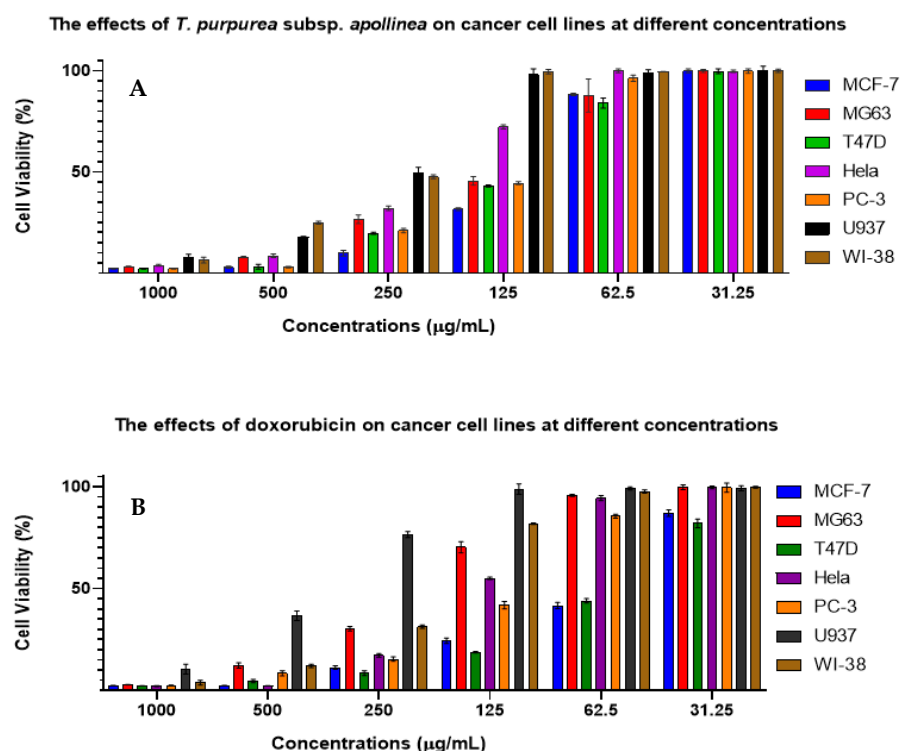 The effects of T. purpurea subsp. apollinea on cancer cell lines at different concentrations
A
100
50
Cell Viability (%)
MCF-7
MG63
T47D
Hela
PC-3
U937
WI-38
1000 500 250 125 62.5 31.25
Concentrations (μg/mL)
The effects of doxorubicin on cancer cell lines at different concentrations
B
100
50
Cell Viability (%)
MCF-7
MG63
T47D
Hela
PC-3
U937
WI-38
1000 500 250 125 62.5 31.25
Concentrations (μg/mL)